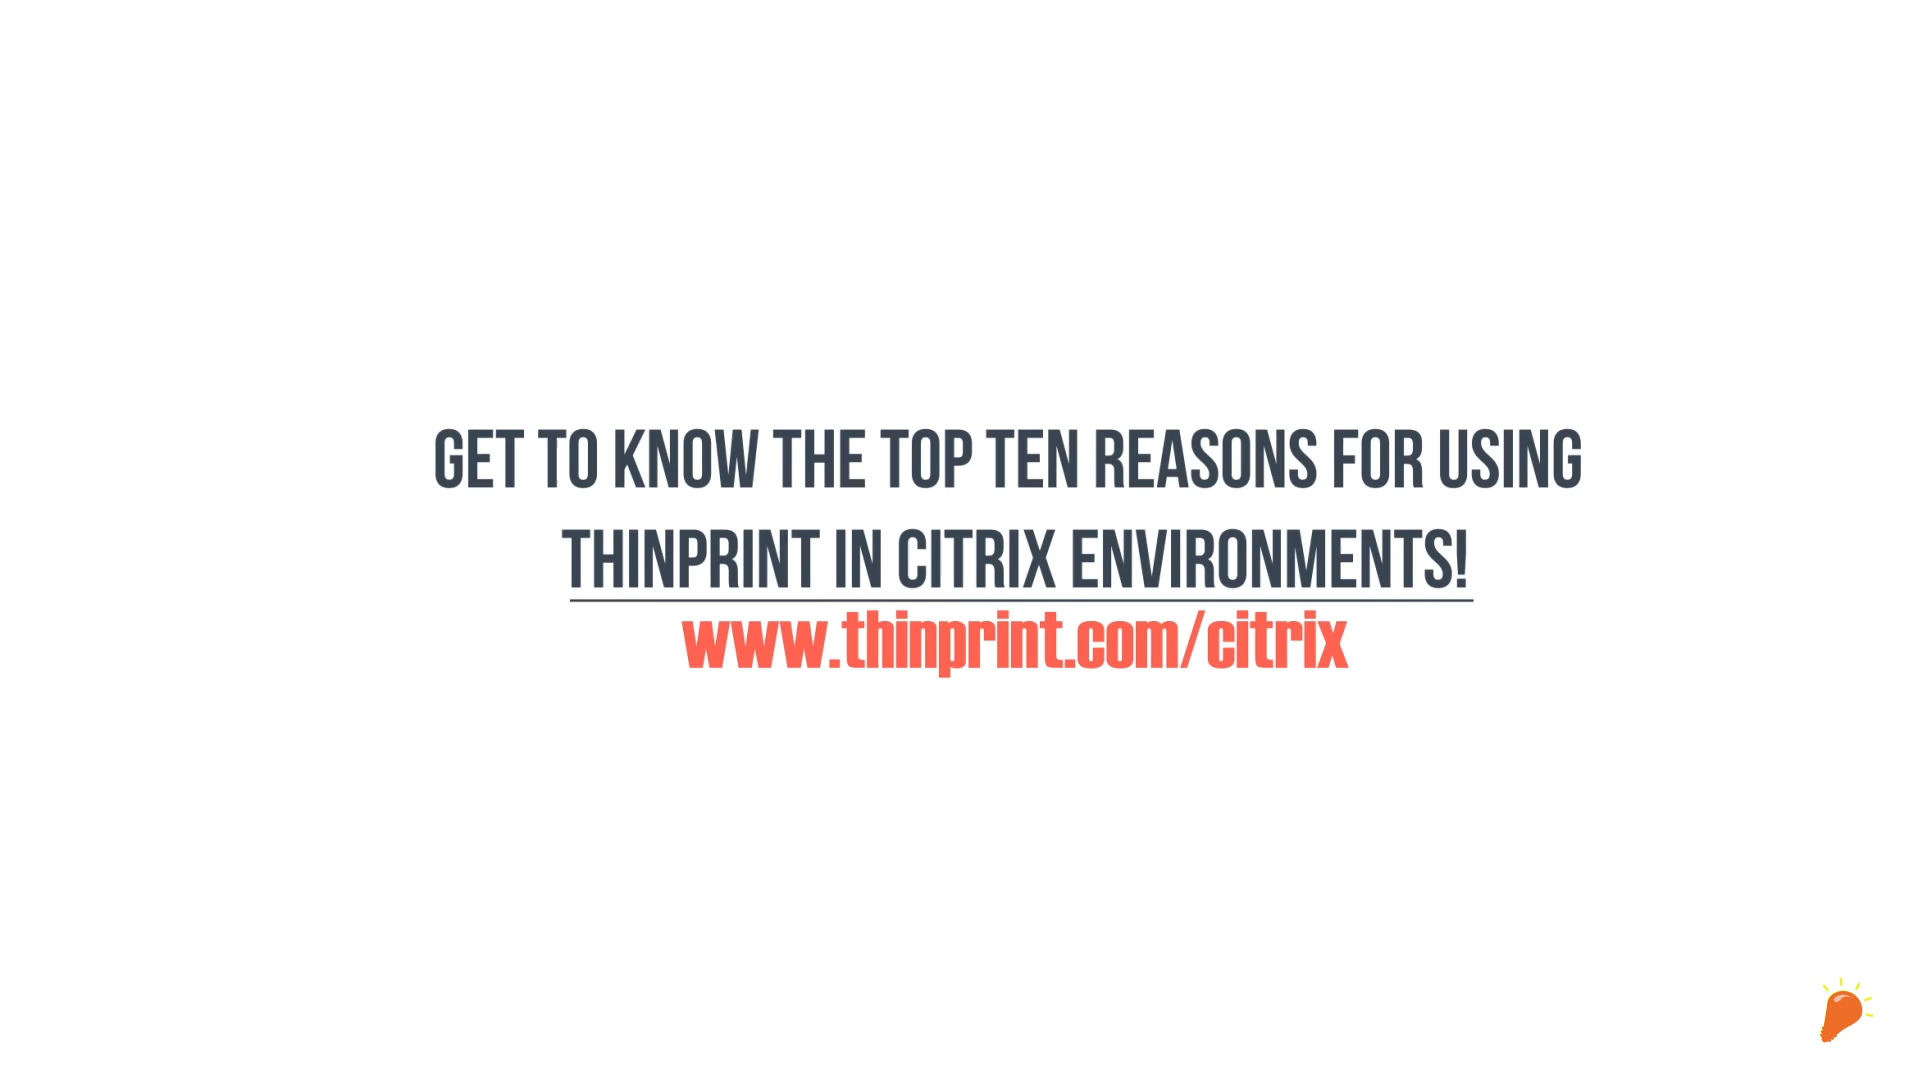 GET TO KNOW THE TOP TEN REASONS FOR USING
THINPRINT IN CITRIX ENVIRONMENTS!
www.thinprint.com/citrix